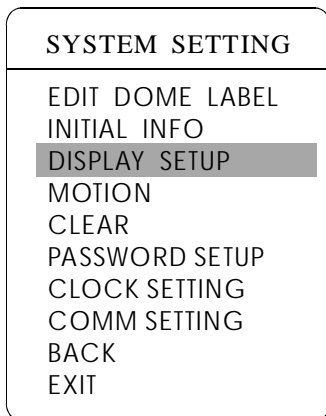 SYSTEM SETTING
EDIT DOME LABEL
INITIAL INFO
DISPLAY SETUP
MOTION
CLEAR
PASSWORD SETUP
CLOCK SETTING
COMM SETTING
BACK
EXIT